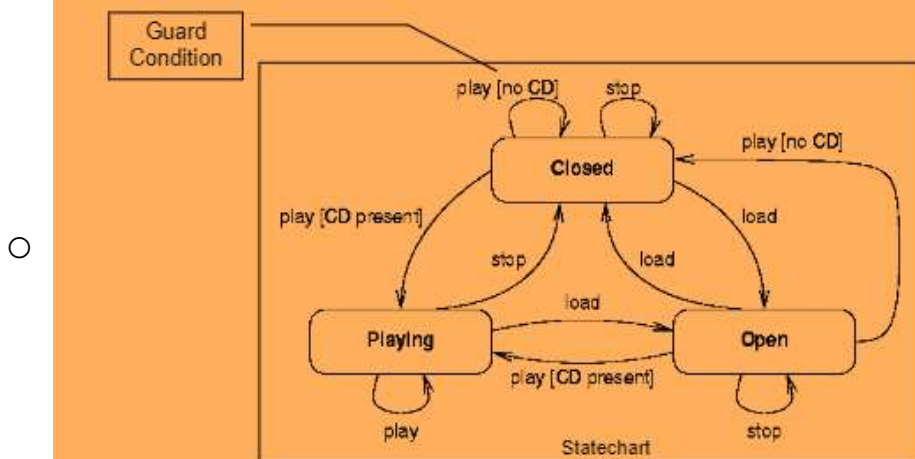 Guard
Condition
play [no CD]
stop
play [no CD]
Closed
play [CD present]
load
stop
load
load
Playing
Open
play [CD present]
play
stop
Statechart